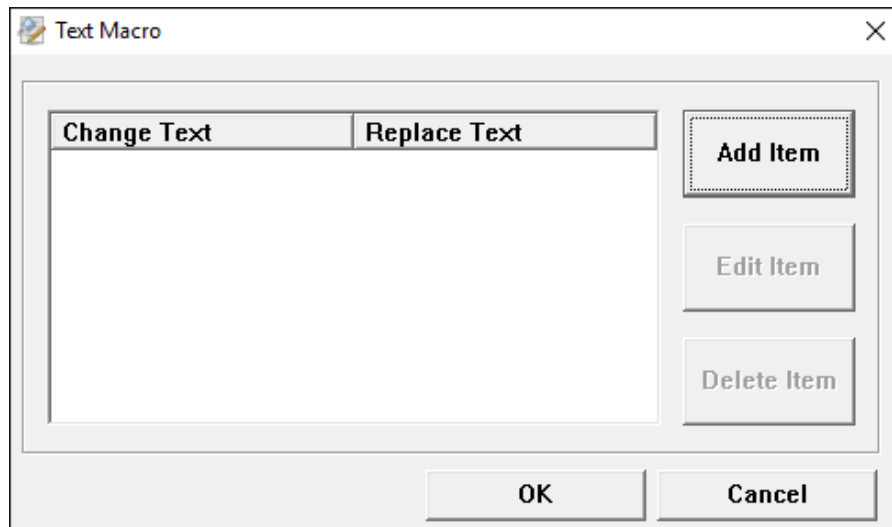 Text Macro
Change Text Replace Text
Add Item
Edit Item
Delete Item
OK Cancel